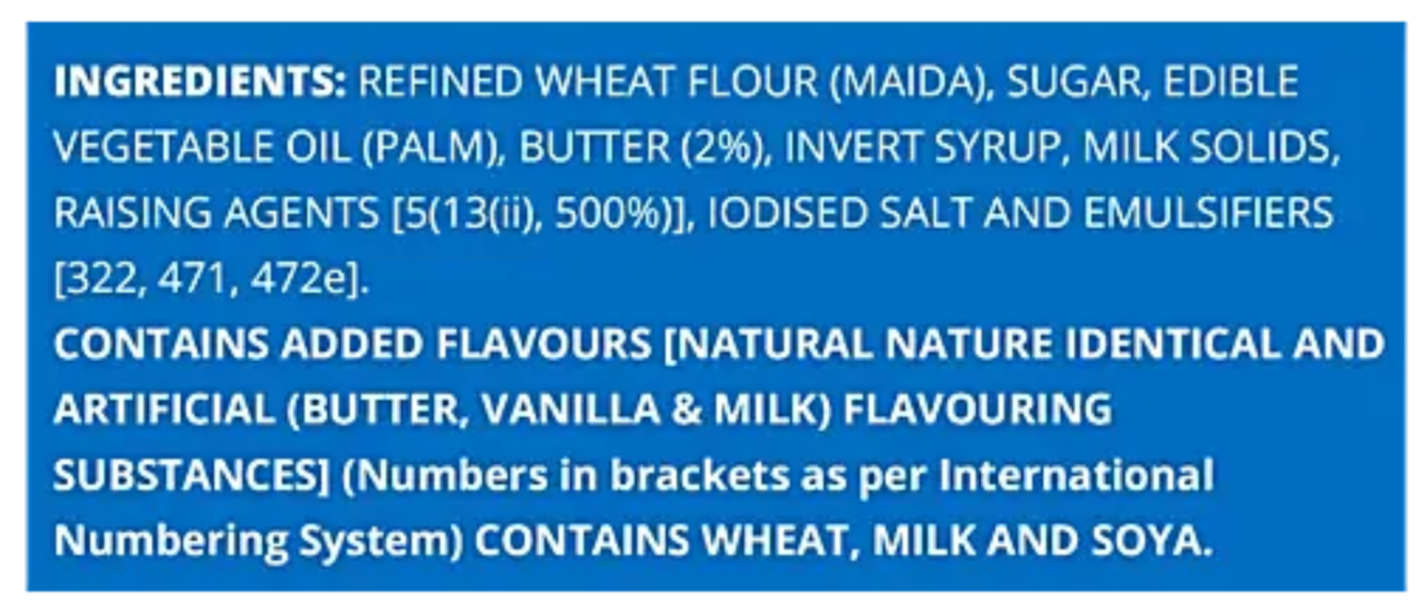 INGREDIENTS: REFINED WHEAT FLOUR (MAIDA), SUGAR, EDIBLE
VEGETABLE OIL (PALM), BUTTER (2%), INVERT SYRUP, MILK SOLIDS,
RAISING AGENTS [5(13(ii), 500%)], IODISED SALT AND EMULSIFIERS
[322, 471, 472e].
CONTAINS ADDED FLAVOURS [NATURAL NATURE IDENTICAL AND
ARTIFICIAL (BUTTER, VANILLA & MILK) FLAVOURING
SUBSTANCES] (Numbers in brackets as per International
Numbering System) CONTAINS WHEAT, MILK AND SOYA.